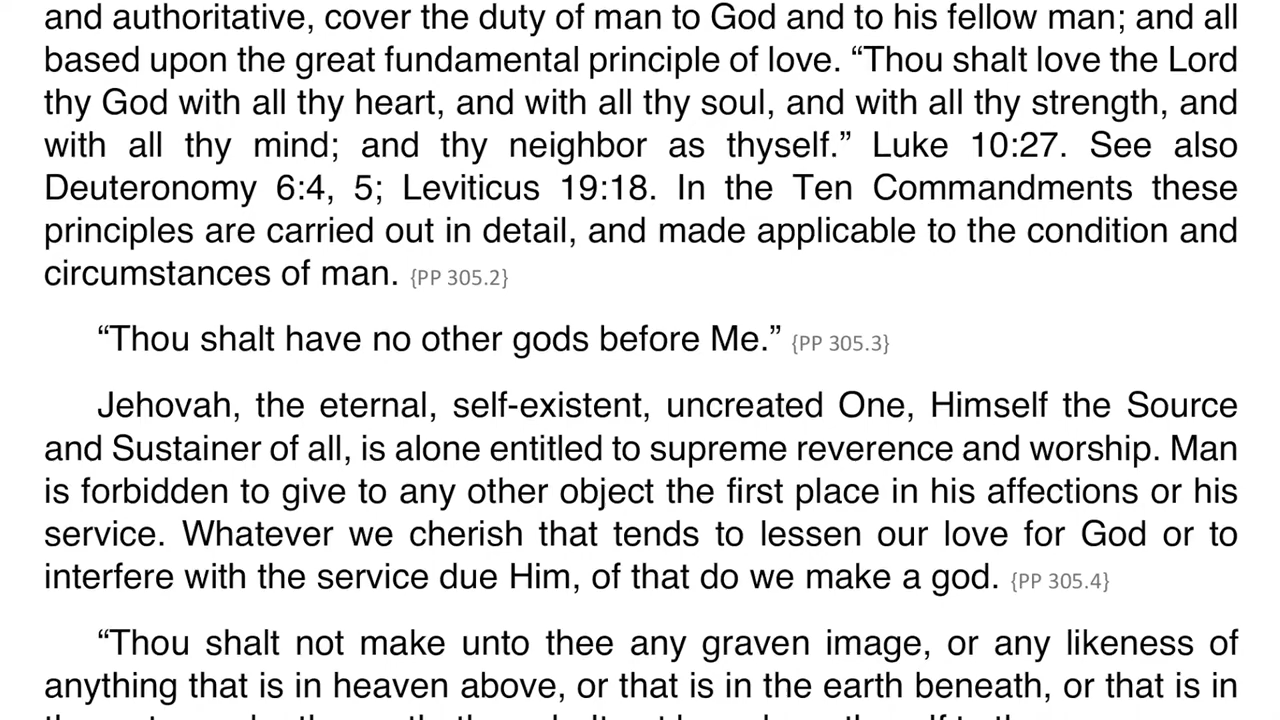 and authoritative, cover the duty of man to God and to his fellow man; and all
based upon the great fundamental principle of love. “Thou shalt love the Lord
thy God with all thy heart, and with all thy soul, and with all thy strength, and
with all thy mind; and thy neighbor as thyself.” Luke 10:27. See also
Deuteronomy 6:4, 5; Leviticus 19:18. In the Ten Commandments these
principles are carried out in detail, and made applicable to the condition and
circumstances of man. {PP 305.2}
“Thou shalt have no other gods before Me.” {PP 305.3}
Jehovah, the eternal, self-existent, uncreated One, Himself the Source
and Sustainer of all, is alone entitled to supreme reverence and worship. Man
is forbidden to give to any other object the first place in his affections or his
service. Whatever we cherish that tends to lessen our love for God or to
interfere with the service due Him, of that do we make a god. {PP 305.4}
“Thou shalt not make unto thee any graven image, or any likeness of
anything that is in heaven above, or that is in the earth beneath, or that is in